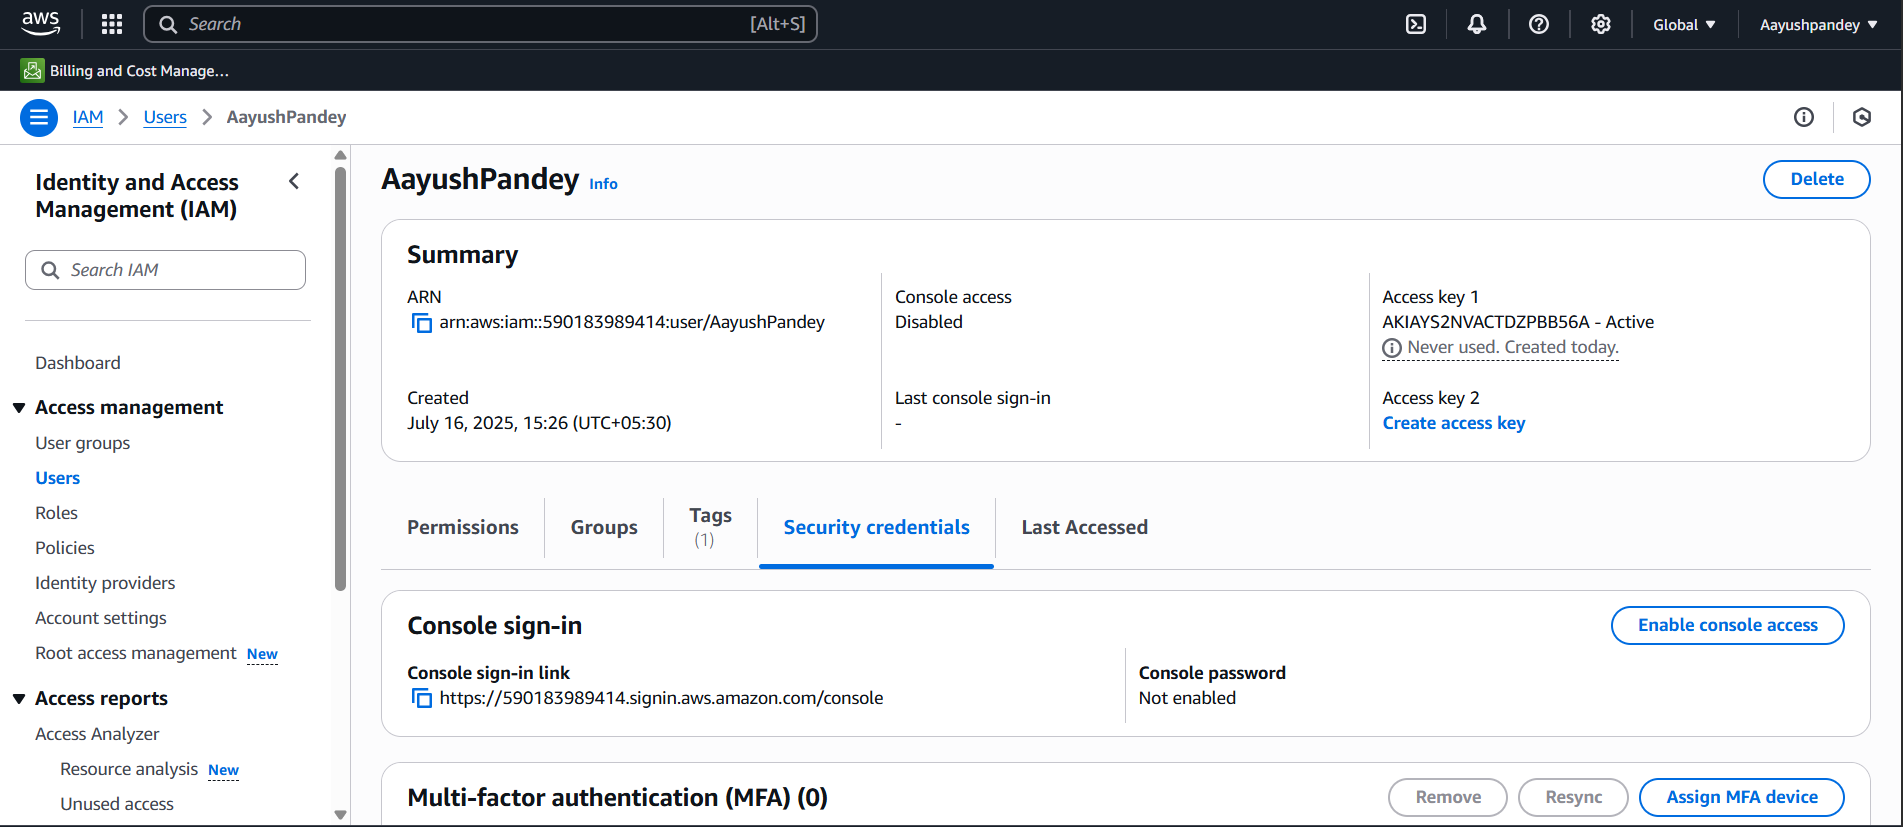 aws
Search [Alt+S]
Global Aayushpandey
Billing and Cost Manage...
IAM Users AayushPandey
Identity and Access
Management (IAM)
Search IAM
Dashboard
Access management
User groups
Users
Roles
Policies
Identity providers
Account settings
Root access management New
Access reports
Access Analyzer
Resource analysis New
Unused access
AayushPandey Info
Delete
Summary
ARN
arn:aws:iam::590183989414:user/AayushPandey
Console access
Disabled
Access key 1
AKIAYS2NVACTDZPBB56A - Active
Never used. Created today.
Created
July 16, 2025, 15:26 (UTC+05:30)
Last console sign-in
-
Access key 2
Create access key
Permissions
Groups
Tags
(1)
Security credentials
Last Accessed
Console sign-in
Enable console access
Console sign-in link
https://590183989414.signin.aws.amazon.com/console
Console password
Not enabled
Multi-factor authentication (MFA) (0)
Remove
Resync
Assign MFA device